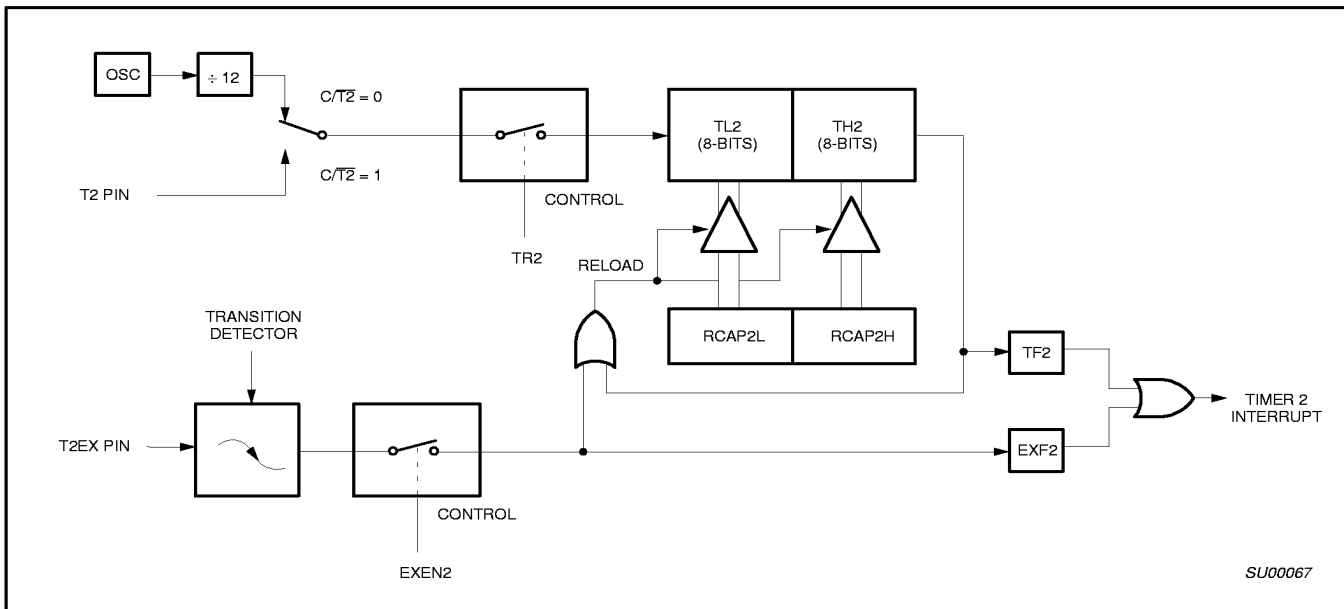 OSC
÷ 12
C/T2̅ = 0
TL2
(8-BITS)
TH2
(8-BITS)
C/T2̅ = 1
T2 PIN
CONTROL
TR2
RELOAD
TRANSITION
DETECTOR
RCAP2L
RCAP2H
TF2
TIMER 2
INTERRUPT
T2EX PIN
EXF2
CONTROL
EXEN2
SU00067